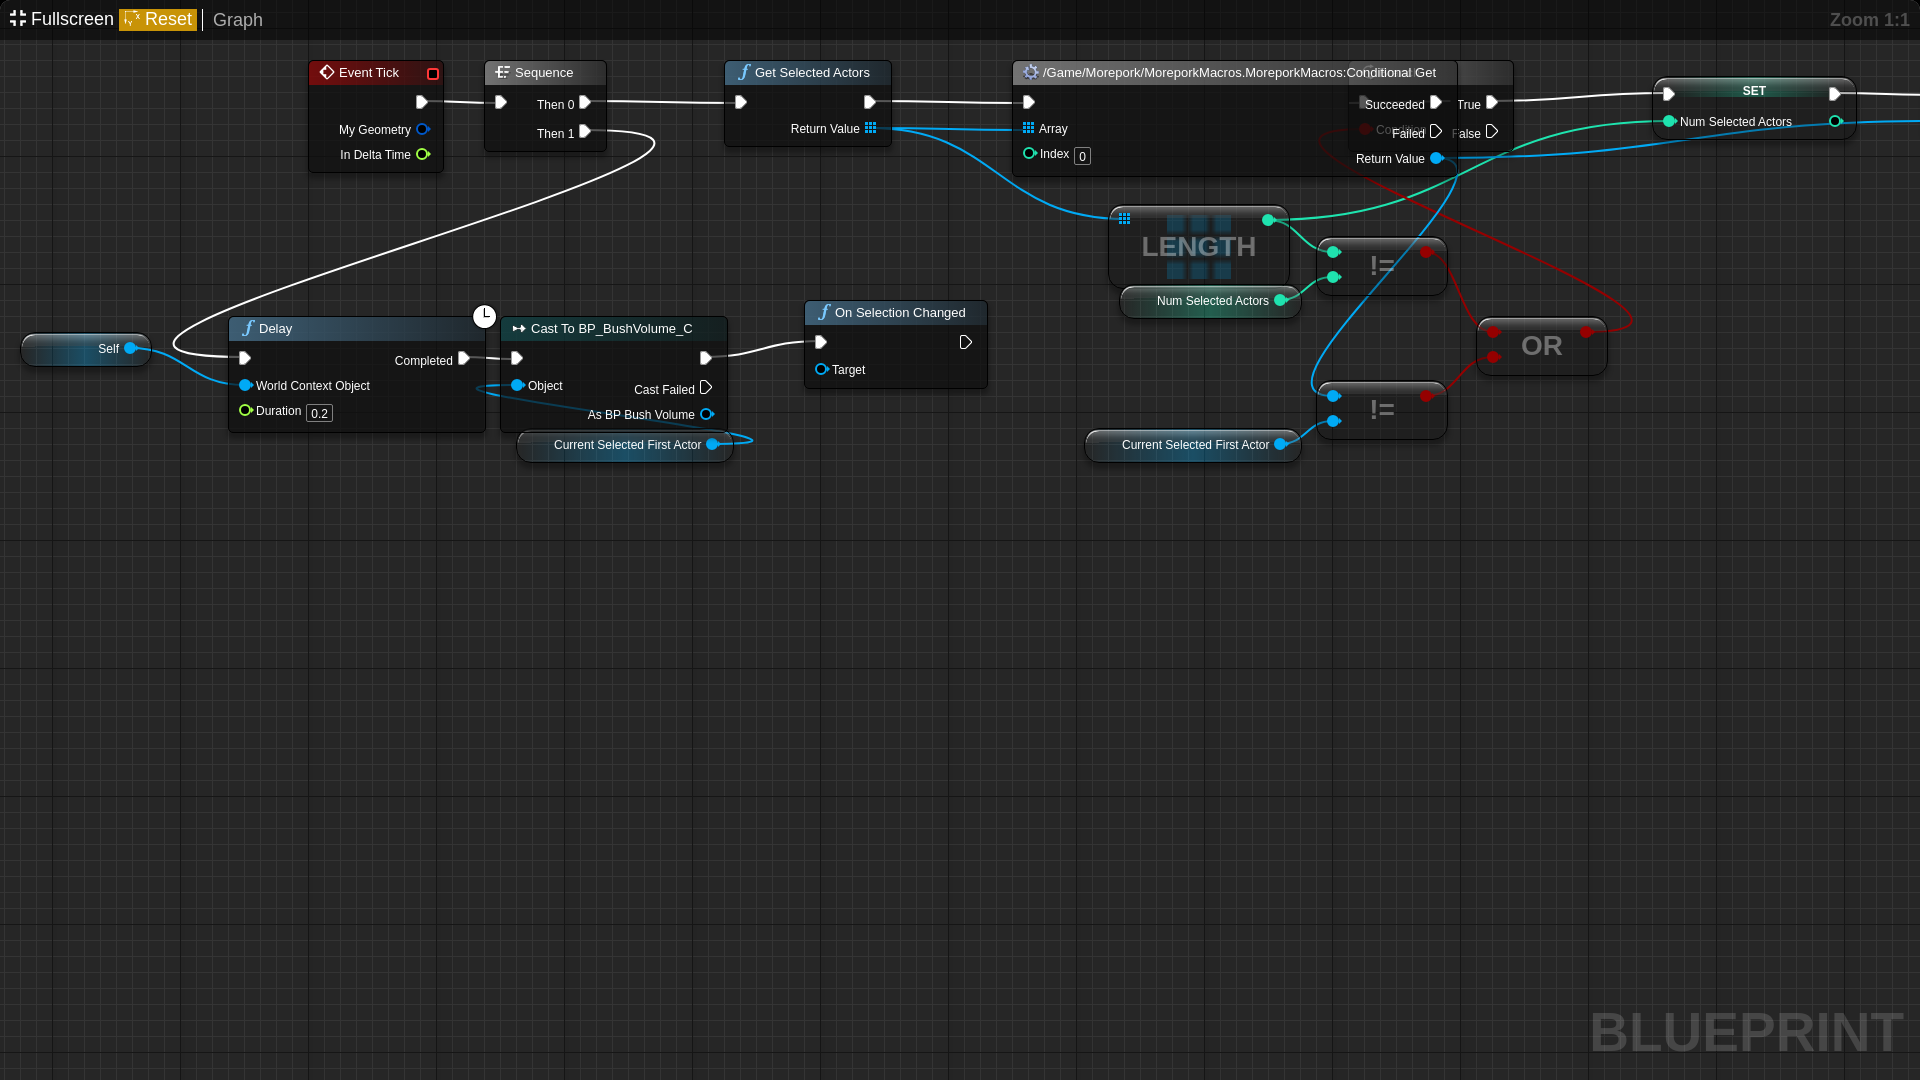 Fullscreen Reset Graph
Zoom 1:1
Event Tick
My Geometry
In Delta Time
Sequence
Then 0
Then 1
Get Selected Actors
Return Value
/Game/Morepork/MoreporkMacros.MoreporkMacros:Conditional Get
Array
Index 0
Succeeded
Failed
Return Value
True
False
SET
Num Selected Actors
LENGTH
Num Selected Actors
!=
OR
Self
Delay
Completed
World Context Object
Duration 0.2
Cast To BP_BushVolume_C
Object
Cast Failed
As BP Bush Volume
Current Selected First Actor
On Selection Changed
Target
!=
Current Selected First Actor
BLUEPRINT